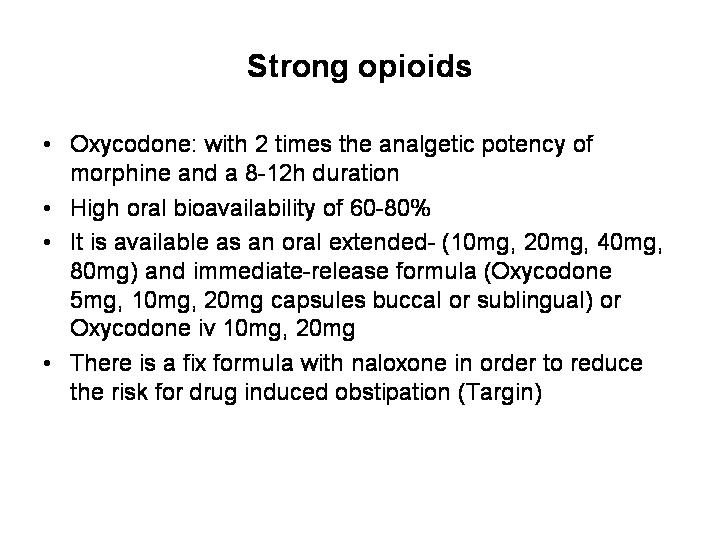 Strong opioids
• Oxycodone: with 2 times the analgetic potency of
morphine and a 8-12h duration
• High oral bioavailability of 60-80%
• It is available as an oral extended- (10mg, 20mg, 40mg,
80mg) and immediate-release formula (Oxycodone
5mg, 10mg, 20mg capsules buccal or sublingual) or
Oxycodone iv 10mg, 20mg
• There is a fix formula with naloxone in order to reduce
the risk for drug induced obstipation (Targin)